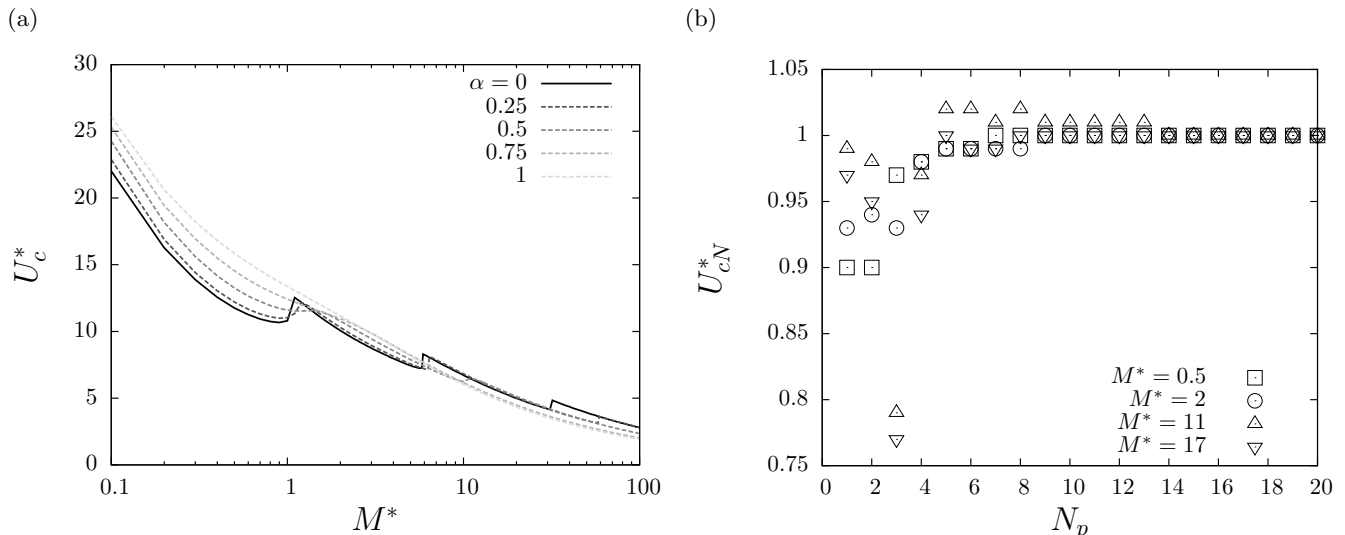 (a)
30
25
20
15
10
5
0
U*c
0.1 1 10 100
M*
α = 0
0.25
0.5
0.75
1
(b)
1.05
1
0.95
0.9
0.85
0.8
0.75
U*cN
0 2 4 6 8 10 12 14 16 18 20
Np
M* = 0.5
M* = 2
M* = 11
M* = 17